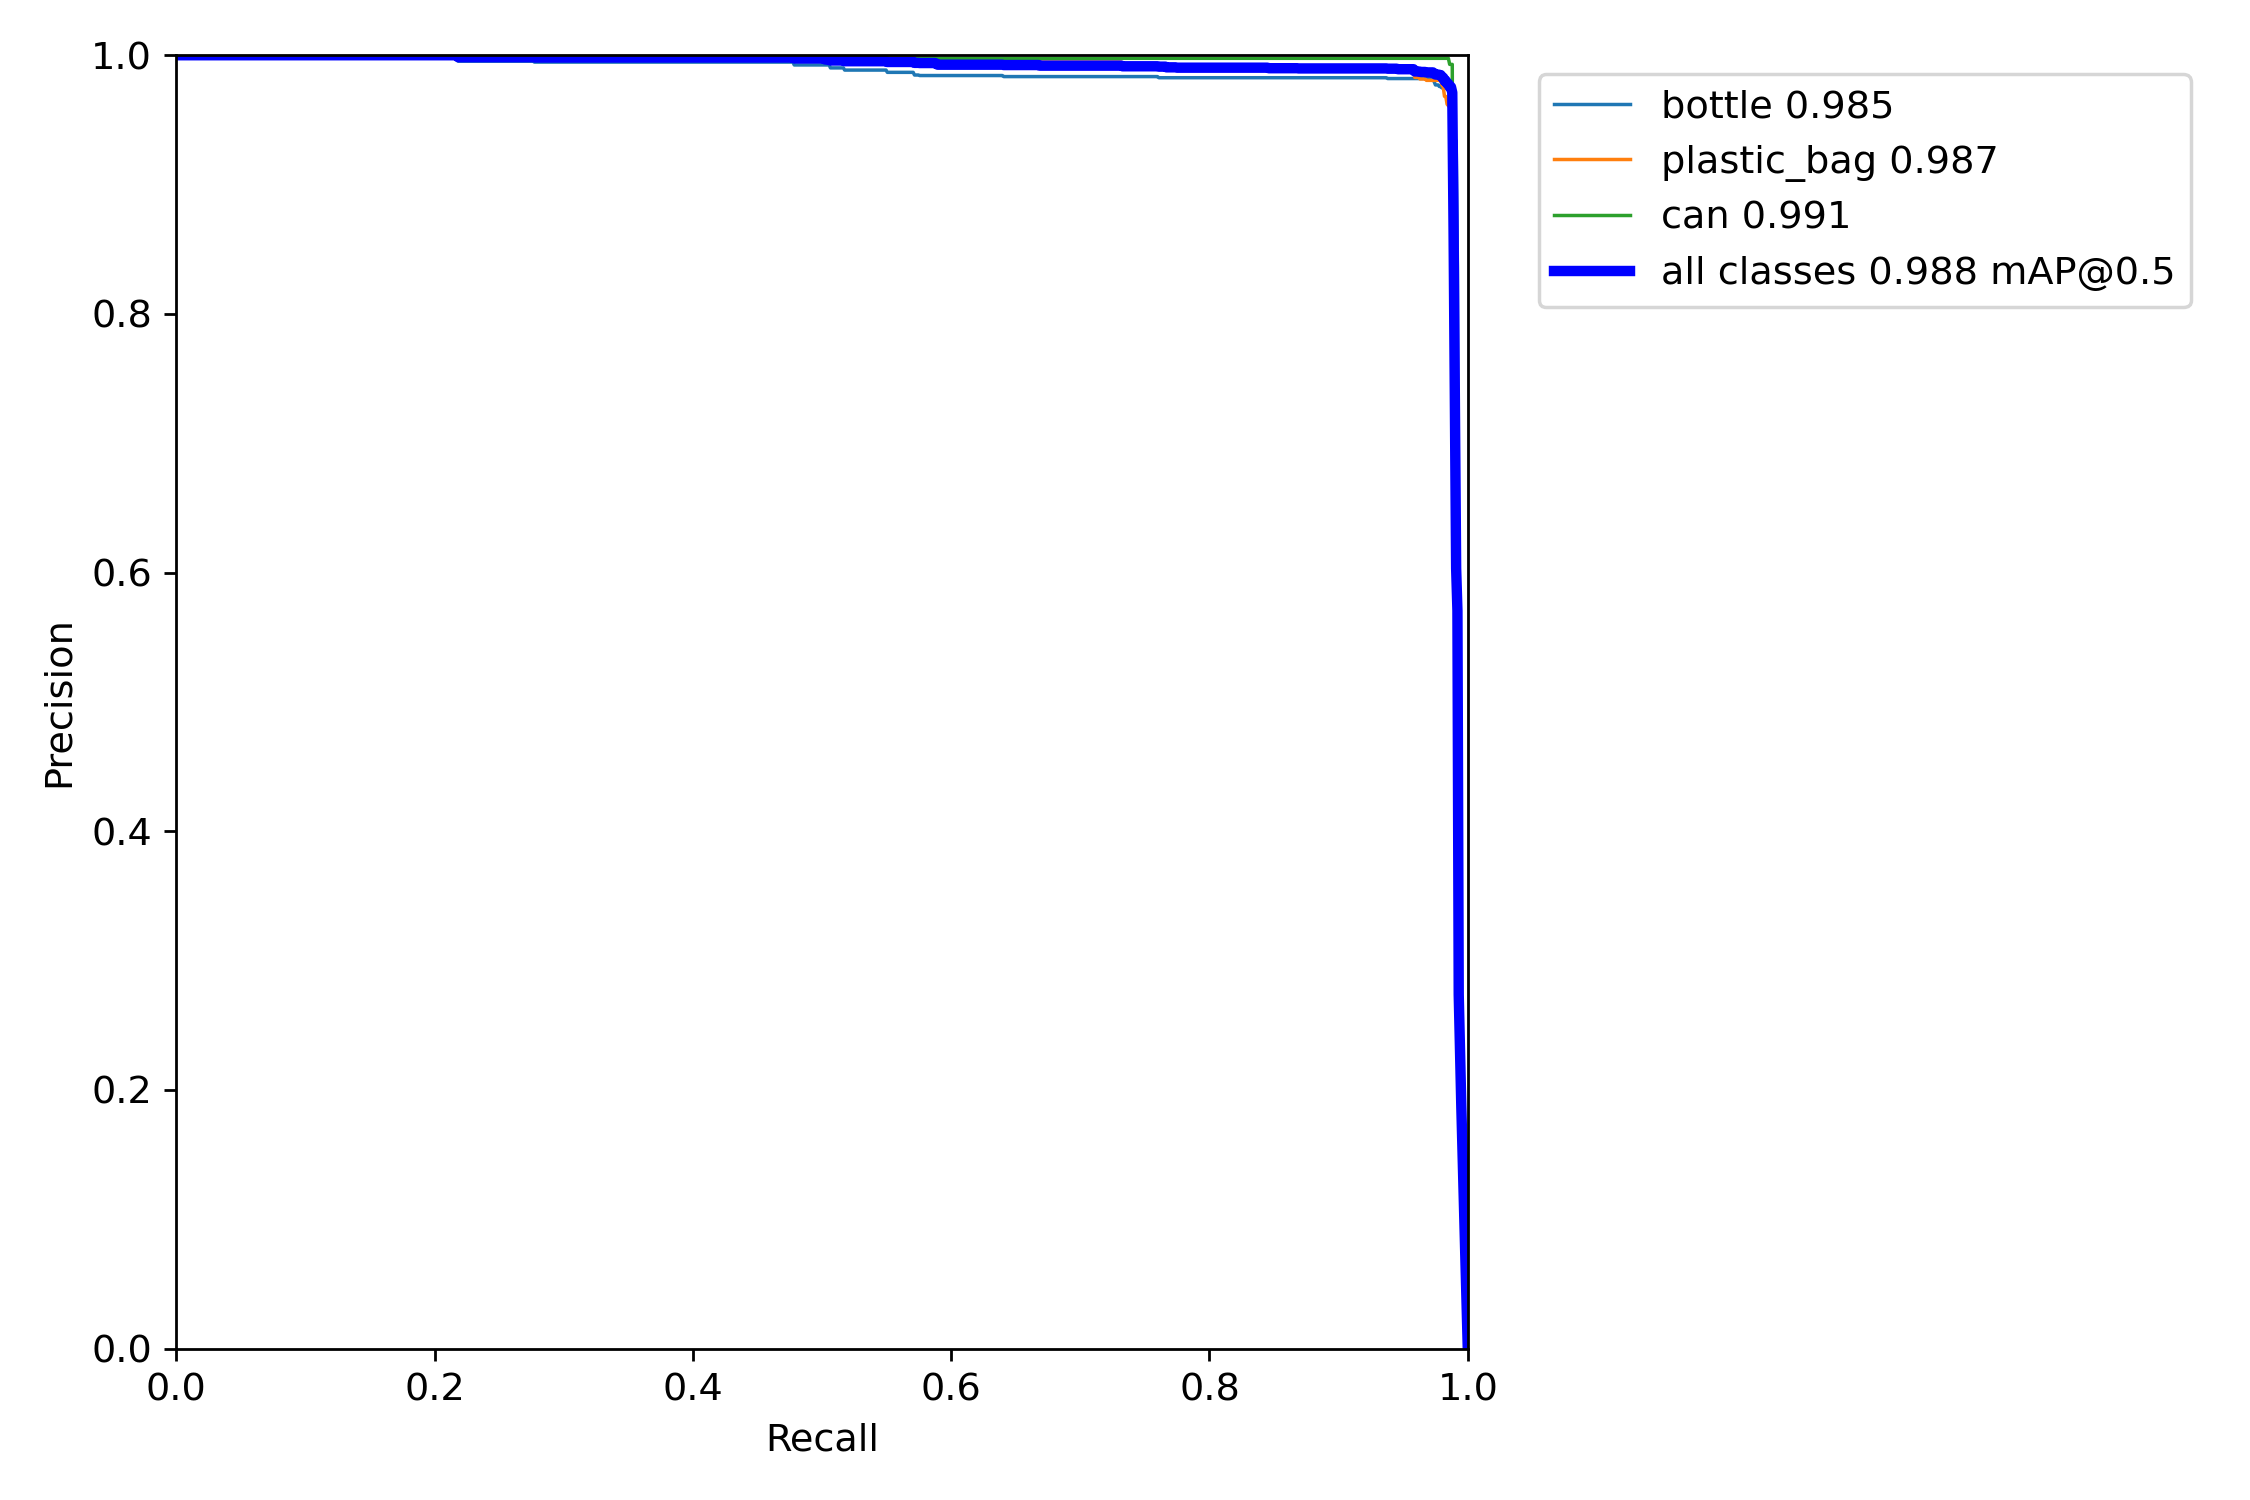 1.0
0.8
0.6
0.4
0.2
0.0
Precision
0.0 0.2 0.4 0.6 0.8 1.0
Recall
bottle 0.985
plastic_bag 0.987
can 0.991
all classes 0.988 mAP@0.5